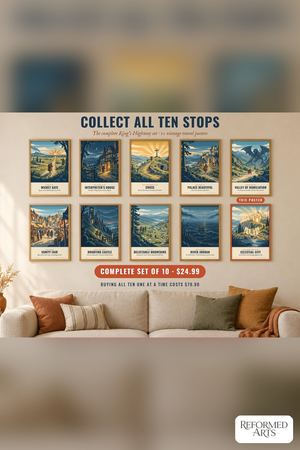 COLLECT ALL TEN STOPS
The complete King's Highway set
vintage travel posters
WICKET GATE
INTERPRETER'S HOUSE
CROSS
PALACE BEAUTIFUL
VALLEY OF HUMILIATION
THIS POSTER
VANITY FAIR
DOUBTING CASTLE
DELECTABLE MOUNTAINS
RIVER JORDAN
CELESTIAL CITY
COMPLETE SET OF 10 - $24.99
BUYING ALL TEN ONE AT A TIME COSTS $79.90
REFORMED
ARTS